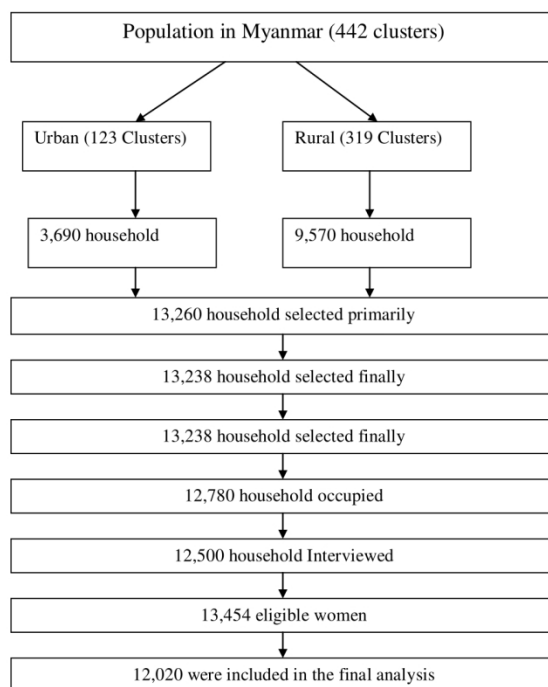 Population in Myanmar (442 clusters)
Urban (123 Clusters)
Rural (319 Clusters)
3,690 household
9,570 household
13,260 household selected primarily
13,238 household selected finally
13,238 household selected finally
12,780 household occupied
12,500 household Interviewed
13,454 eligible women
12,020 were included in the final analysis